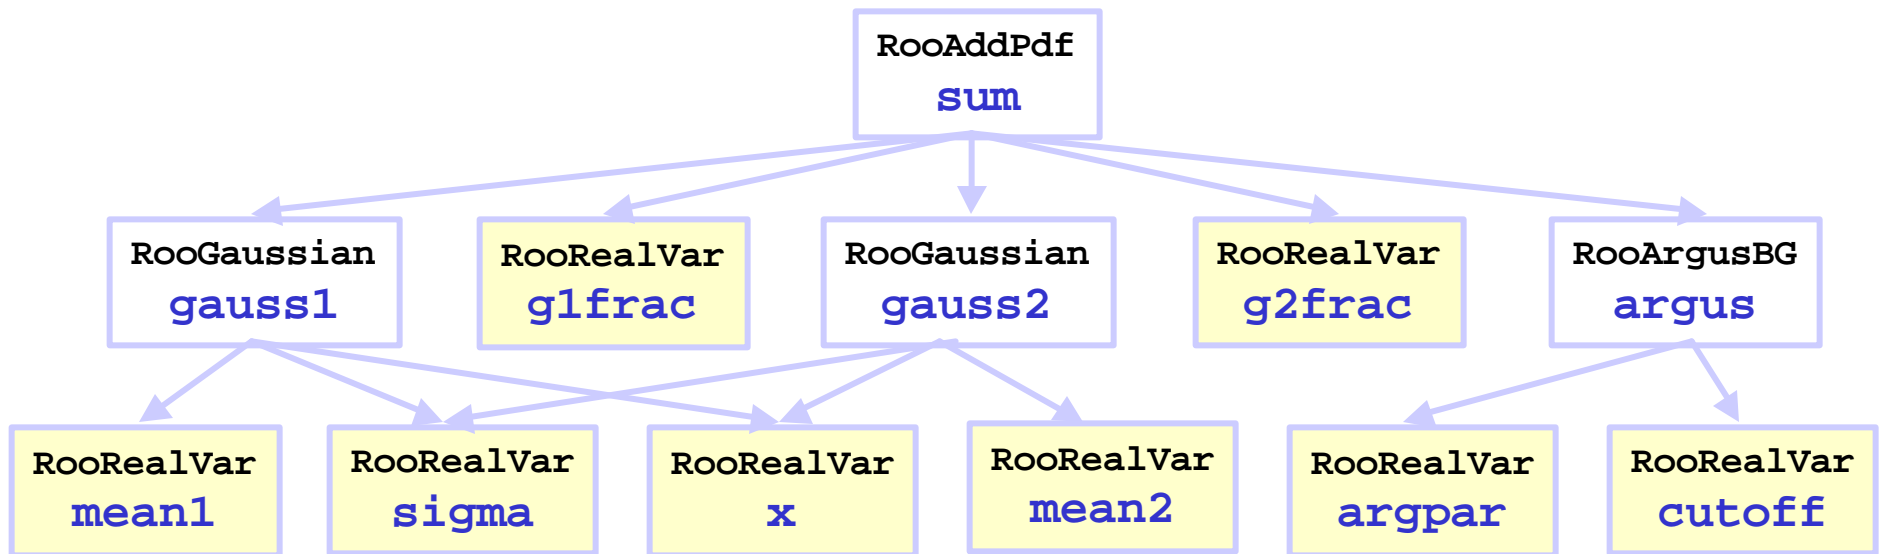 RooAddPdf
sum
RooGaussian
gauss1
RooRealVar
g1frac
RooGaussian
gauss2
RooRealVar
g2frac
RooArgusBG
argus
RooRealVar
mean1
RooRealVar
sigma
RooRealVar
x
RooRealVar
mean2
RooRealVar
argpar
RooRealVar
cutoff